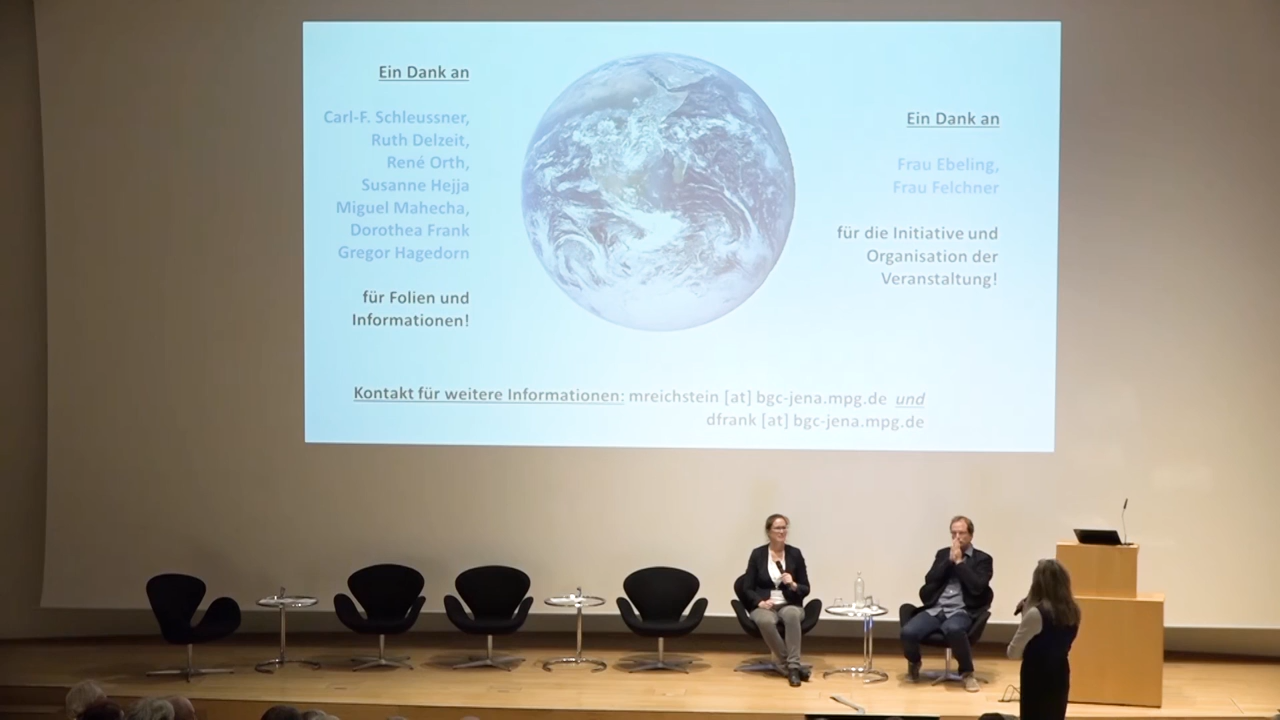 Ein Dank an
Carl-F. Schleussner,
Ruth Delzeit,
René Orth,
Susanne Hejja
Miguel Mahecha,
Dorothea Frank
Gregor Hagedorn
für Folien und
Informationen!
Ein Dank an
Frau Ebeling,
Frau Felchner
für die Initiative und
Organisation der
Veranstaltung!
Kontakt für weitere Informationen: mreichstein [at] bgc-jena.mpg.de und
dfrank [at] bgc-jena.mpg.de